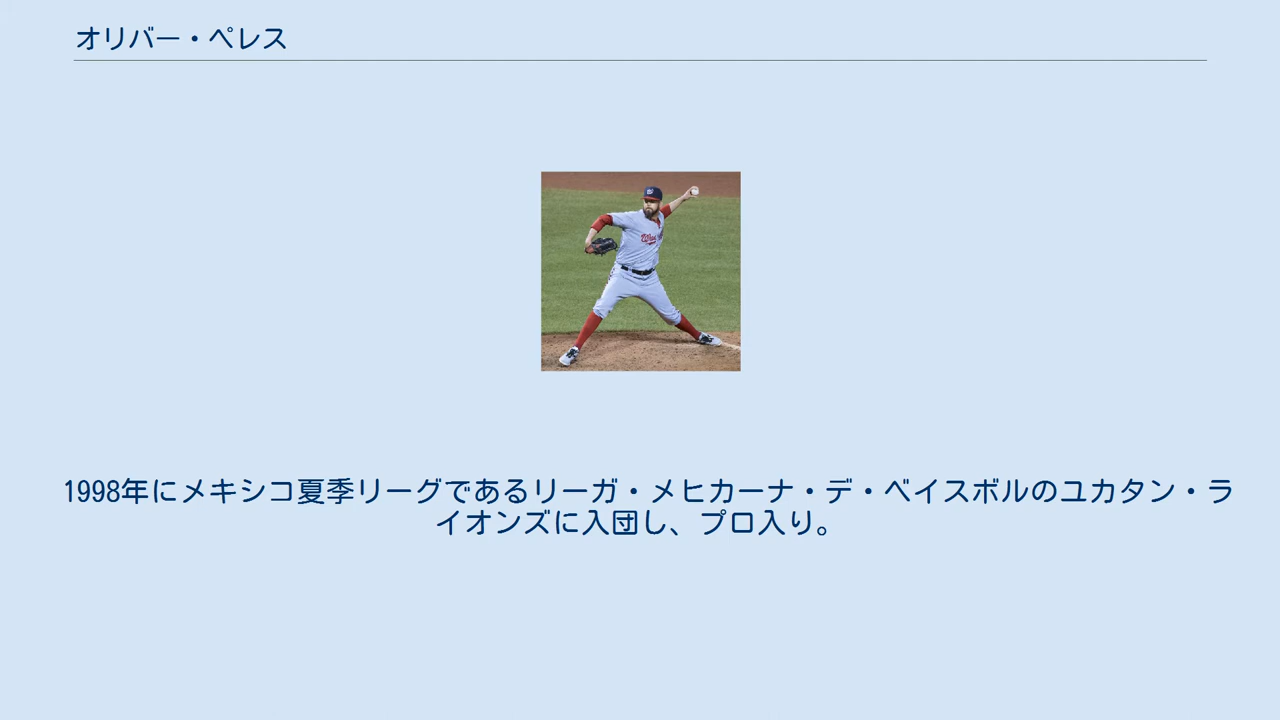 オリバー・ペレス
1998年にメキシコ夏季リーグであるリーガ・メヒカーナ・デ・ベイスボルのユカタン・ラ
イオンズに入団し、プロ入り。